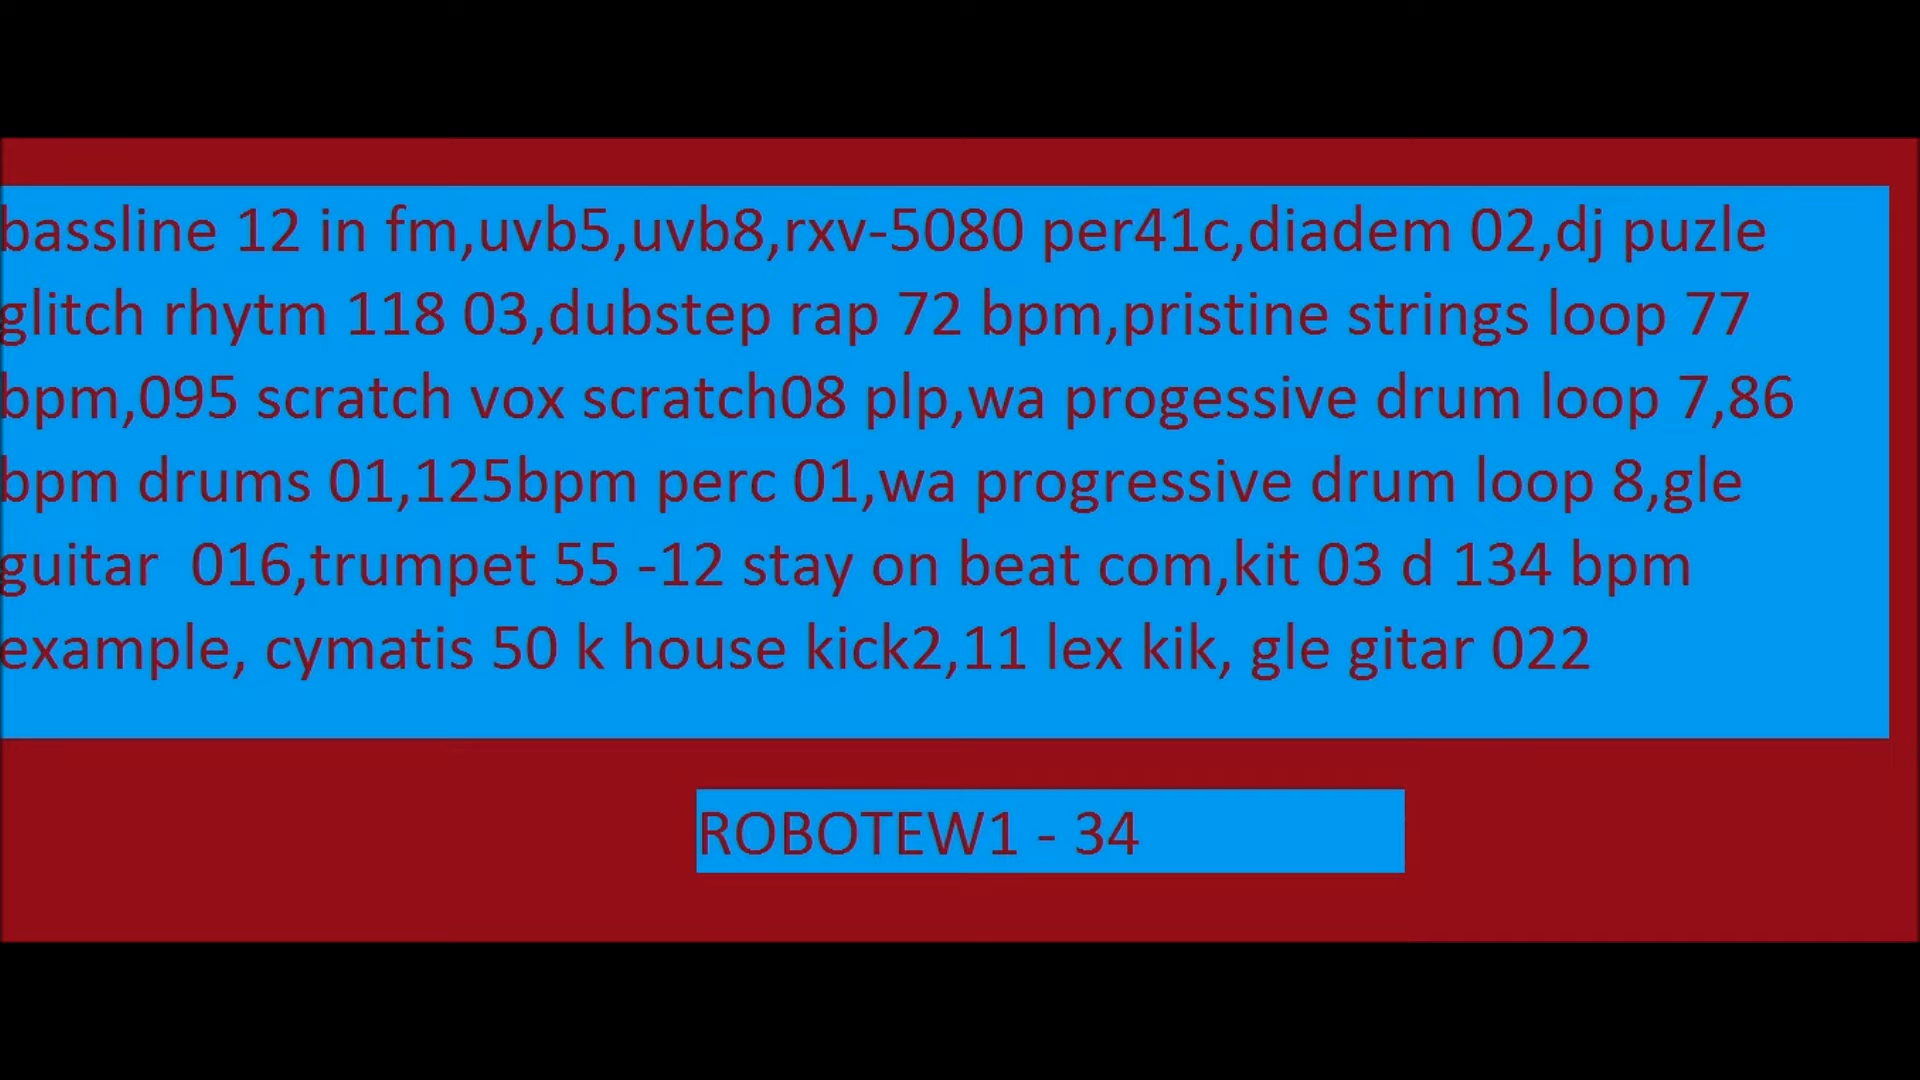 bassline 12 in fm,uvb5,uvb8,rxv-5080 per41c,diadem 02,dj puzle
glitch rhytm 118 03,dubstep rap 72 bpm,pristine strings loop 77
bpm,095 scratch vox scratch08 plp,wa progessive drum loop 7,86
bpm drums 01,125bpm perc 01,wa progressive drum loop 8,gle
guitar  016,trumpet 55 -12 stay on beat com,kit 03 d 134 bpm
example, cymatis 50 k house kick2,11 lex kik, gle gitar 022
ROBOTEW1 - 34